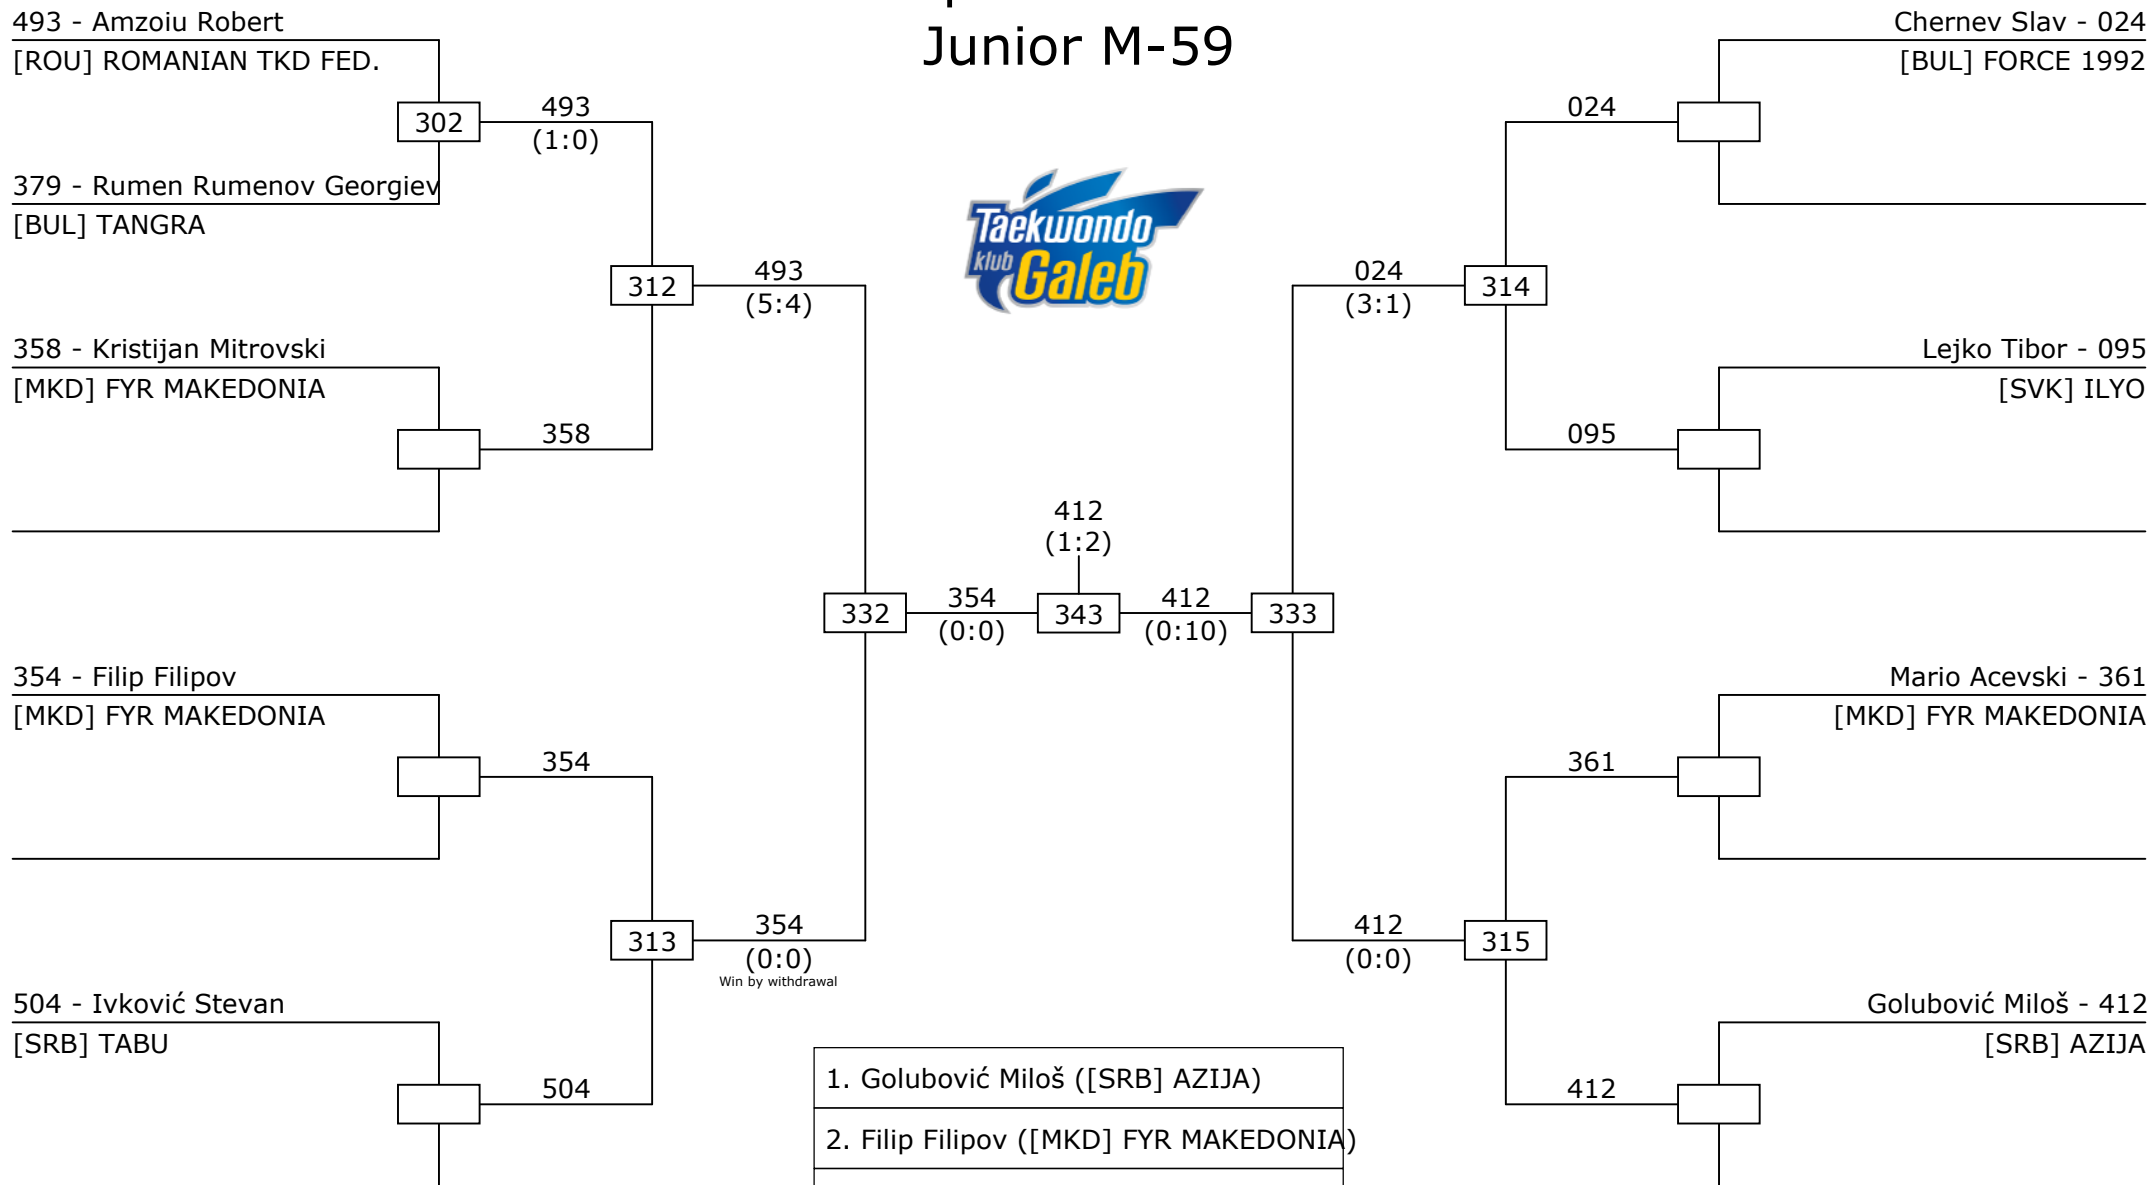 Junior M-59
493 - Amzoiu Robert
[ROU] ROMANIAN TKD FED.
302
493
(1:0)
379 - Rumen Rumenov Georgiev
[BUL] TANGRA
312
493
(5:4)
358 - Kristijan Mitrovski
[MKD] FYR MAKEDONIA
358
354 - Filip Filipov
[MKD] FYR MAKEDONIA
354
313
354
(0:0)
Win by withdrawal
504 - Ivković Stevan
[SRB] TABU
504
Taekwondo
klub
Galeb
332
354
(0:0)
412
(1:2)
343
412
(0:10)
333
Chernev Slav - 024
[BUL] FORCE 1992
024
024
(3:1)
314
Lejko Tibor - 095
[SVK] ILYO
095
Mario Acevski - 361
[MKD] FYR MAKEDONIA
361
412
(0:0)
315
Golubović Miloš - 412
[SRB] AZIJA
412
1. Golubović Miloš ([SRB] AZIJA)
2. Filip Filipov ([MKD] FYR MAKEDONIA)